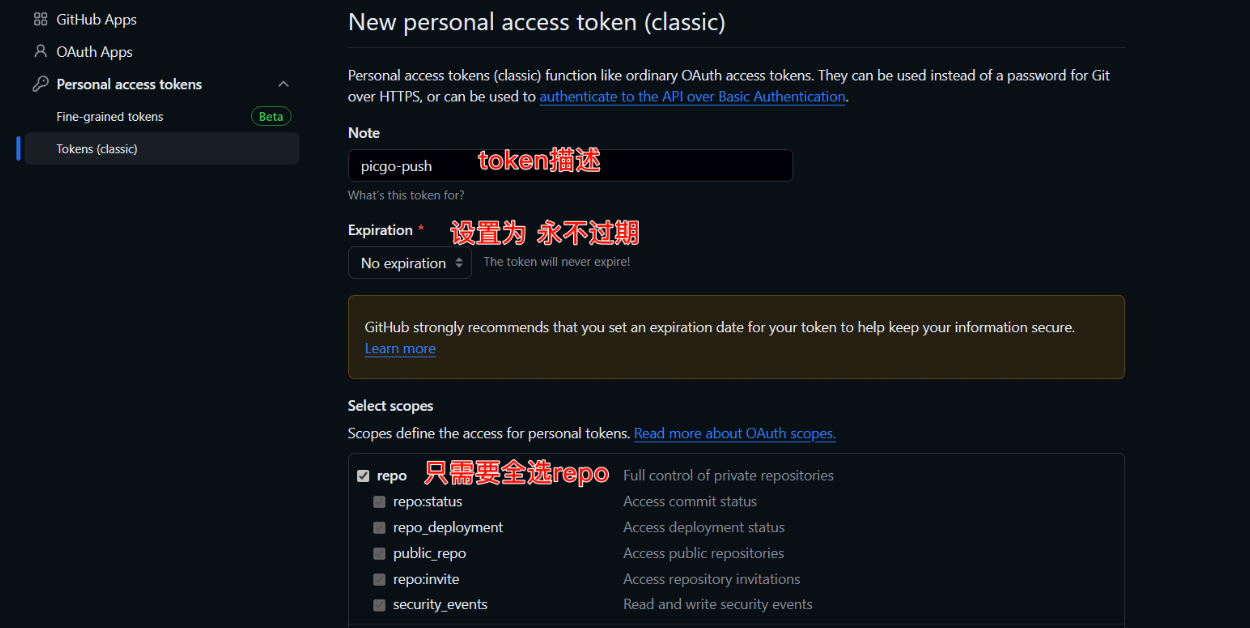 GitHub Apps
OAuth Apps
Personal access tokens
Fine-grained tokens Beta
Tokens (classic)
New personal access token (classic)
Personal access tokens (classic) function like ordinary OAuth access tokens. They can be used instead of a password for Git
over HTTPS, or can be used to authenticate to the API over Basic Authentication.
Note
picgo-push token描述
What's this token for?
Expiration * 设置为 永不过期
No expiration The token will never expire!
GitHub strongly recommends that you set an expiration date for your token to help keep your information secure.
Learn more
Select scopes
Scopes define the access for personal tokens. Read more about OAuth scopes.
repo 只需要全选repo Full control of private repositories
repo:status Access commit status
repo_deployment Access deployment status
public_repo Access public repositories
repo:invite Access repository invitations
security_events Read and write security events